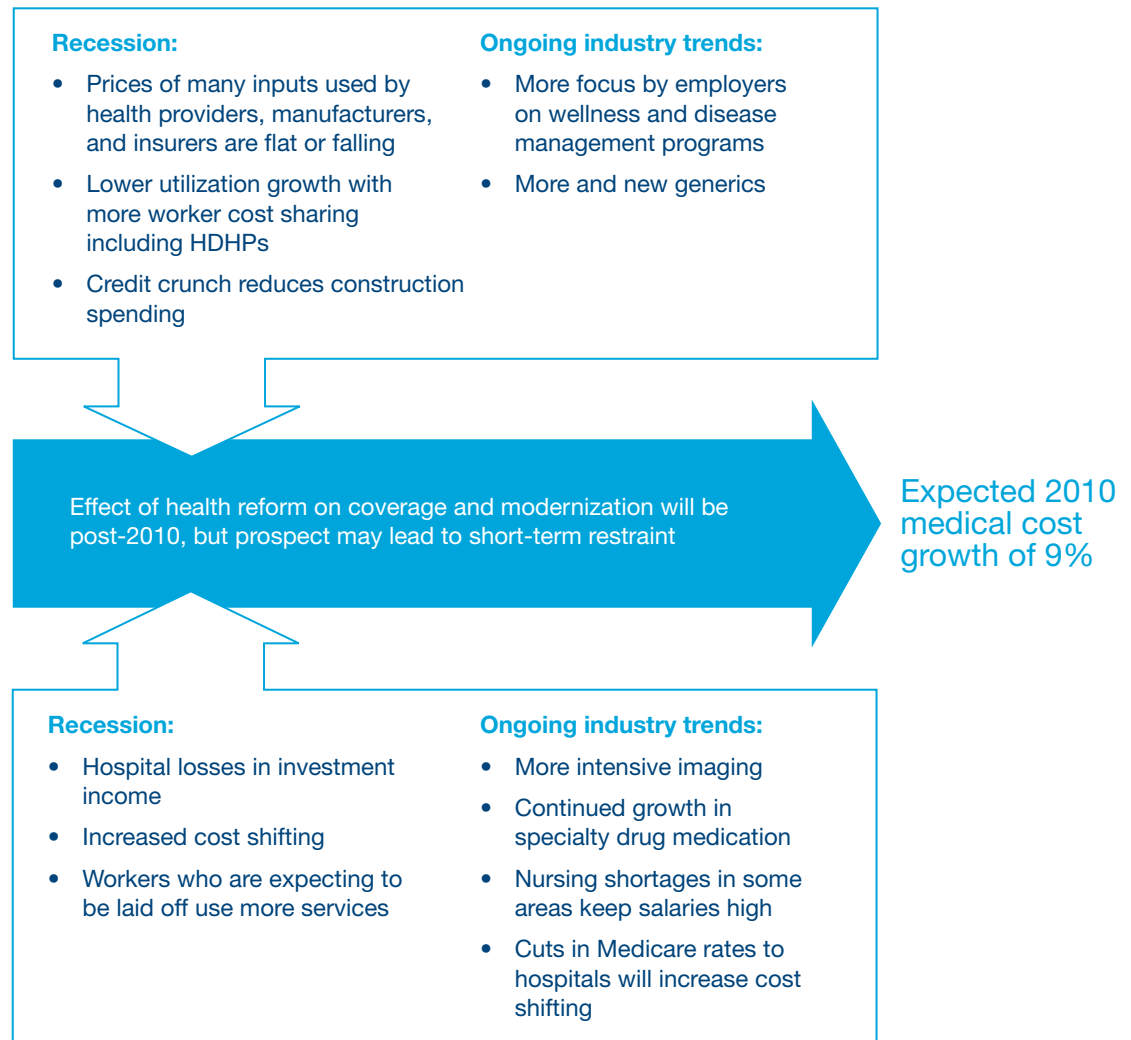 Recession:
• Prices of many inputs used by
health providers, manufacturers,
and insurers are flat or falling
• Lower utilization growth with
more worker cost sharing
including HDHPs
• Credit crunch reduces construction
spending
Ongoing industry trends:
• More focus by employers
on wellness and disease
management programs
• More and new generics
Effect of health reform on coverage and modernization will be
post-2010, but prospect may lead to short-term restraint
Expected 2010
medical cost
growth of 9%
Recession:
• Hospital losses in investment
income
• Increased cost shifting
• Workers who are expecting to
be laid off use more services
Ongoing industry trends:
• More intensive imaging
• Continued growth in
specialty drug medication
• Nursing shortages in some
areas keep salaries high
• Cuts in Medicare rates to
hospitals will increase cost
shifting